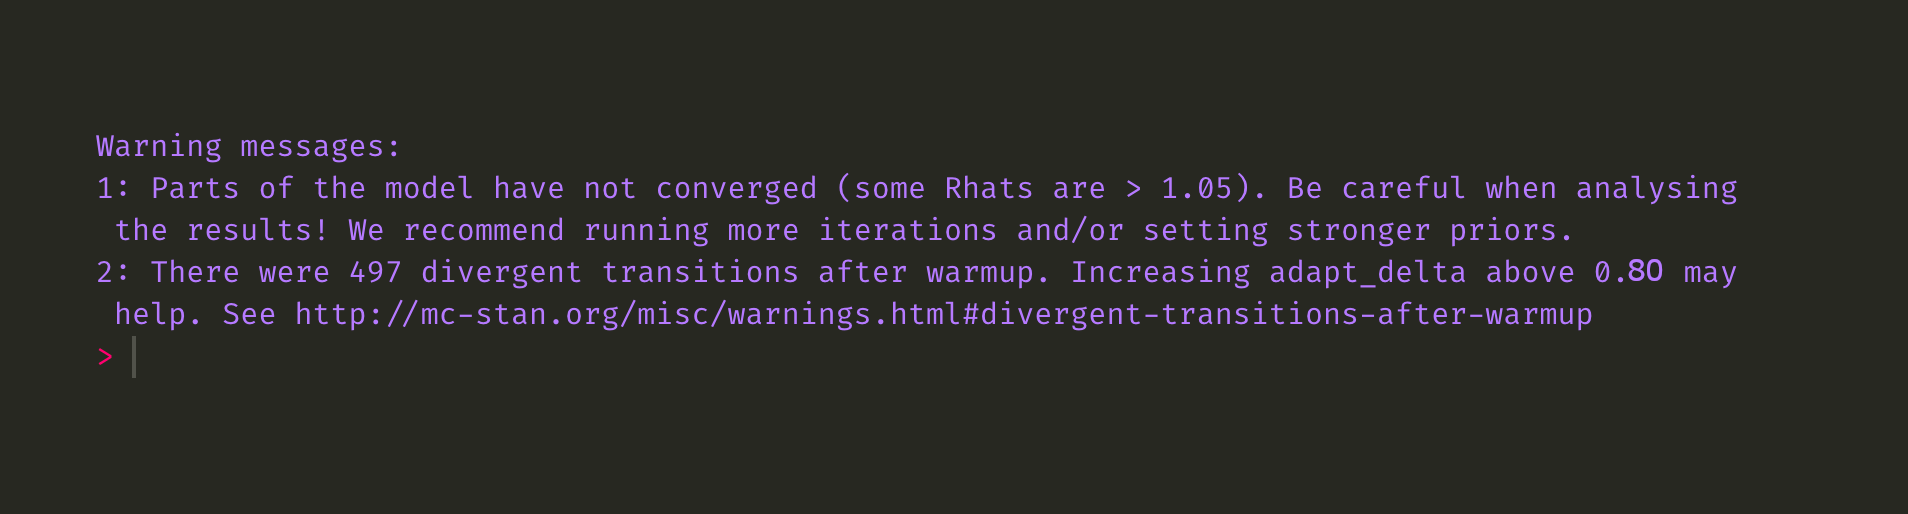 Warning messages:
1: Parts of the model have not converged (some Rhats are > 1.05). Be careful when analysing
the results! We recommend running more iterations and/or setting stronger priors.
2: There were 497 divergent transitions after warmup. Increasing adapt_delta above 0.80 may
help. See http://mc-stan.org/misc/warnings.html#divergent-transitions-after-warmup
>